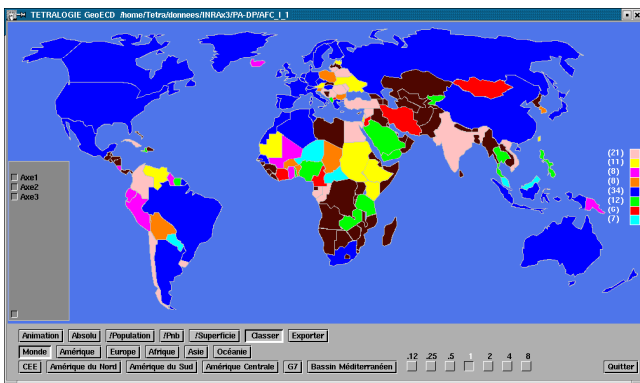 TETRALOGIE GeoECD /home/Tetra/donnees/INRAx3/PA-DP/AFC_I_1
(21)
(11)
(8)
(8)
(34)
(12)
(6)
(7)
Axe1
Axe2
Axe3
Animation Absolu /Population /Pnb /Superficie Classer Exporter
Monde Amérique Europe Afrique Asie Océanie
.12 .25 .5 1 2 4 8
CEE Amérique du Nord Amérique du Sud Amérique Centrale G7 Bassin Méditerranéen Quitter